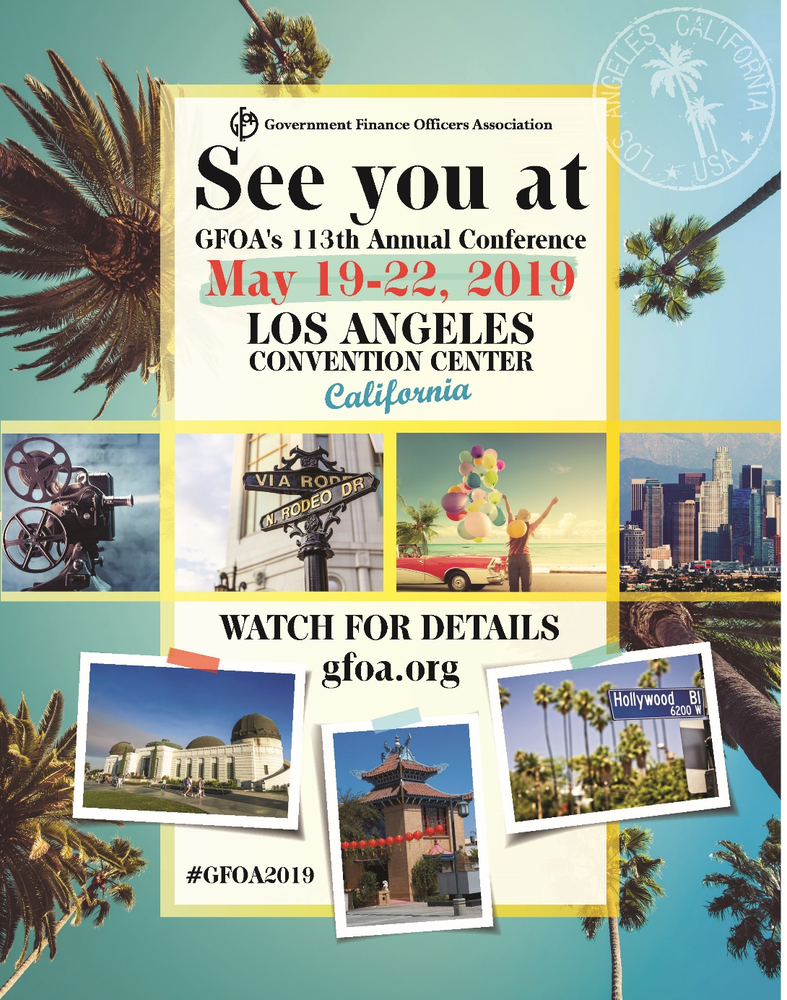 LOS ANGELES CALIFORNIA
USA
GFOA Government Finance Officers Association
See you at
GFOA's 113th Annual Conference
May 19-22, 2019
LOS ANGELES
CONVENTION CENTER
California
VIA RODE
N. RODEO DR
WATCH FOR DETAILS
gfoa.org
Hollywood Bl
6200 W
#GFOA2019